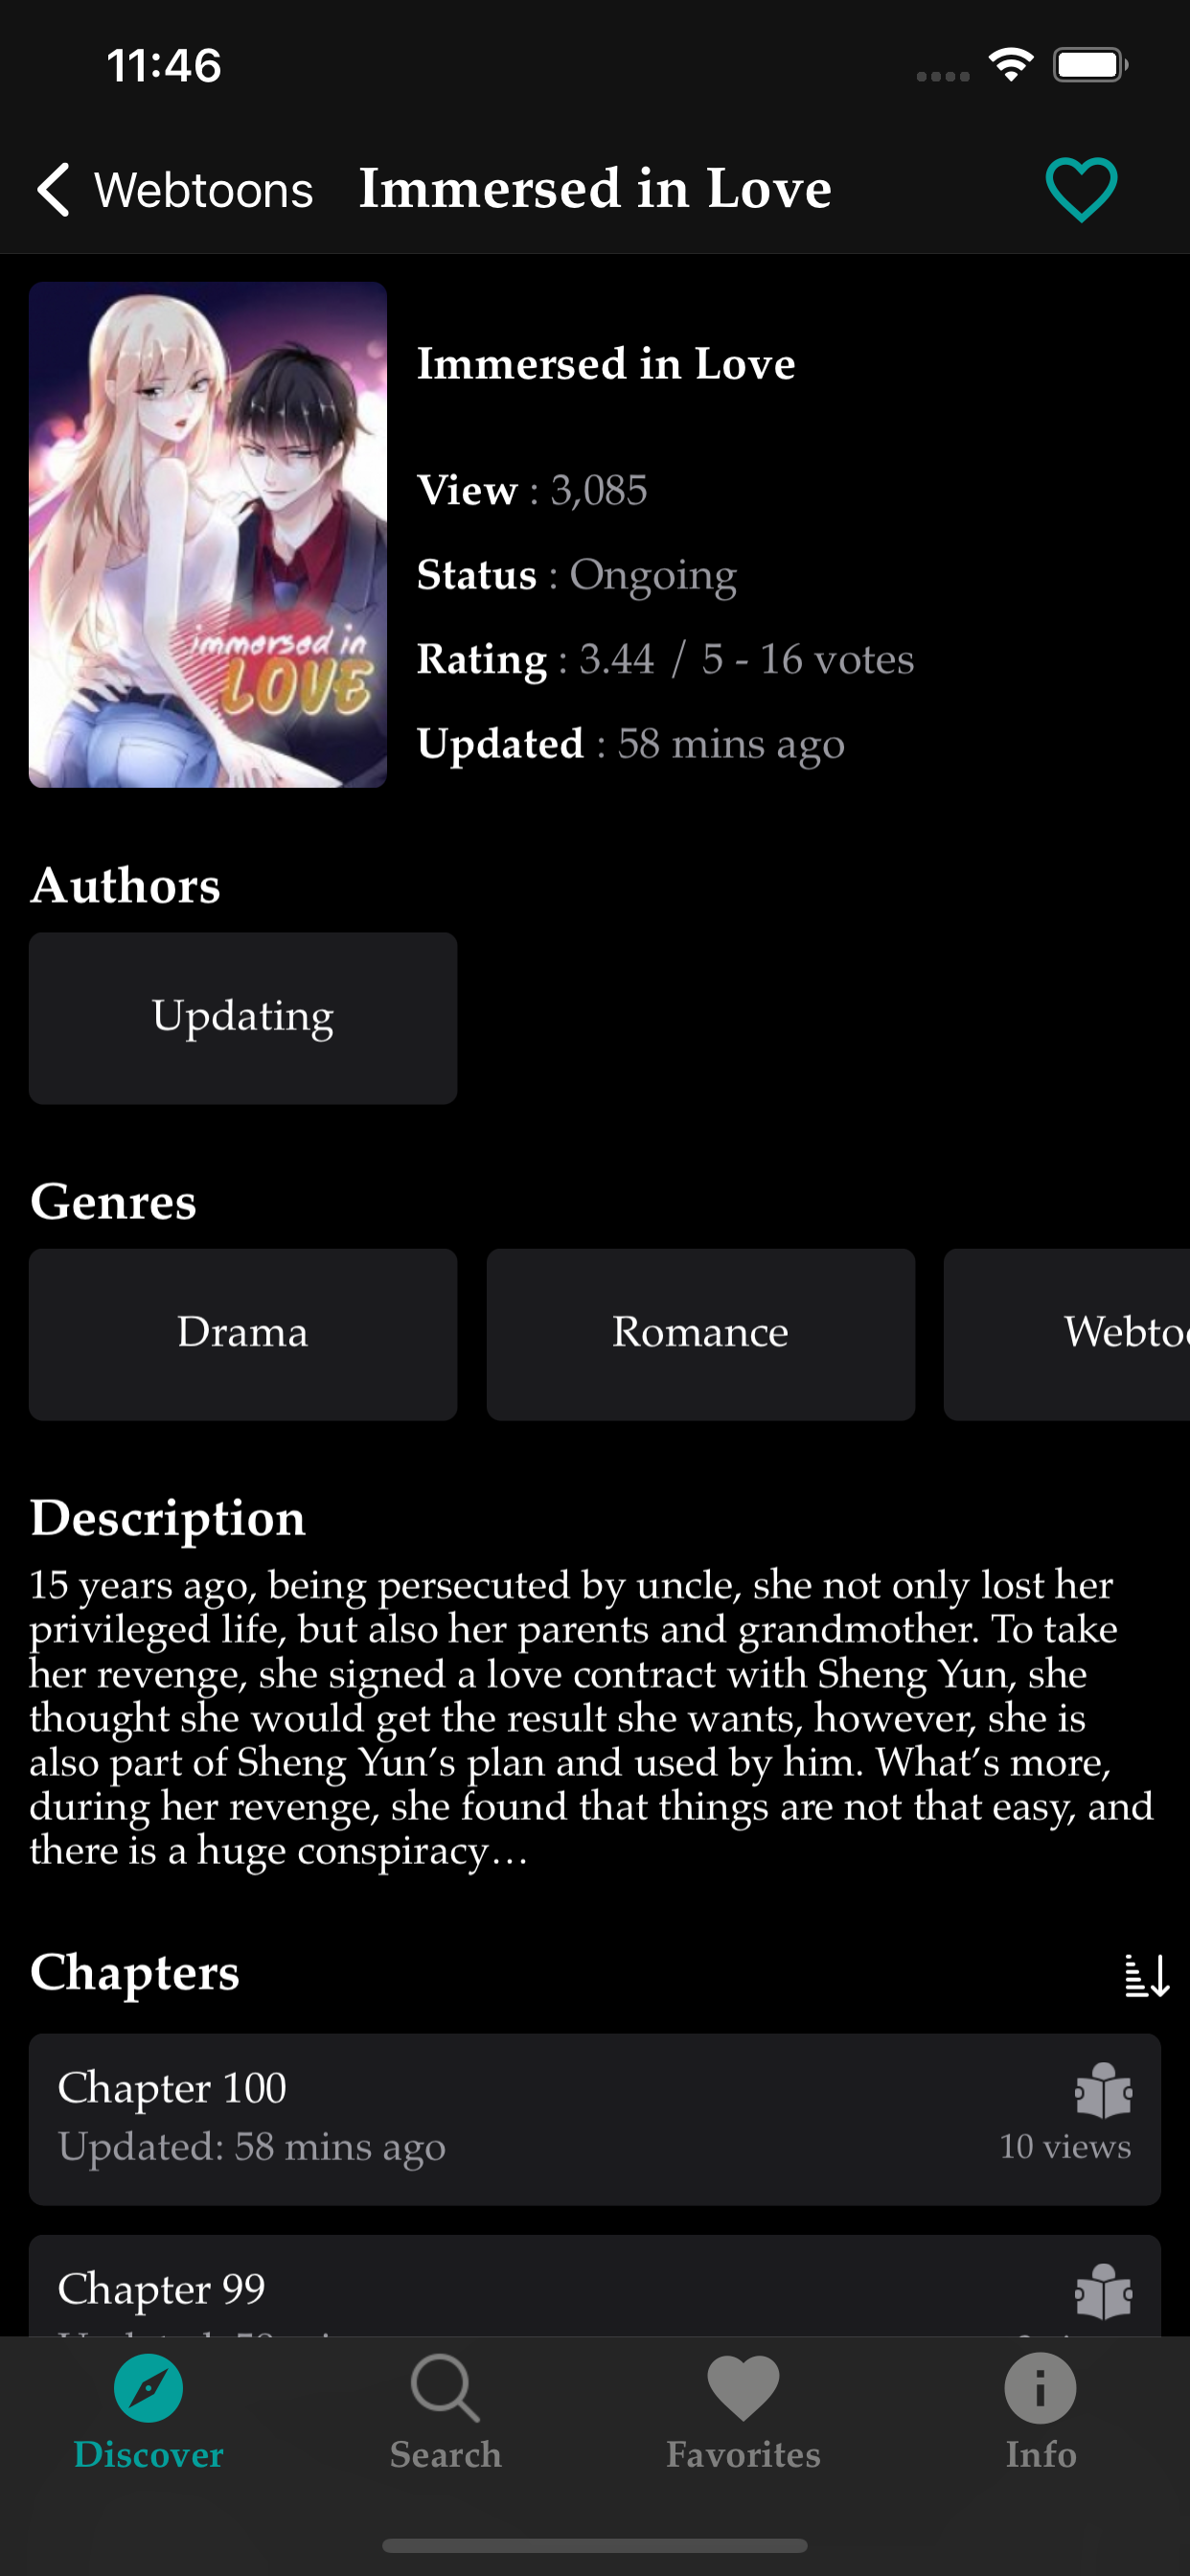 11:46
Webtoons
Immersed in Love
immersed in
LOVE
Immersed in Love
View : 3,085
Status : Ongoing
Rating : 3.44 / 5 - 16 votes
Updated : 58 mins ago
Authors
Updating
Genres
Drama
Romance
Description
15 years ago, being persecuted by uncle, she not only lost her
privileged life, but also her parents and grandmother. To take
her revenge, she signed a love contract with Sheng Yun, she
thought she would get the result she wants, however, she is
also part of Sheng Yun’s plan and used by him. What’s more,
during her revenge, she found that things are not that easy, and
there is a huge conspiracy…
Chapters
Chapter 100
Updated: 58 mins ago
10 views
Chapter 99
Discover
Search
Favorites
Info